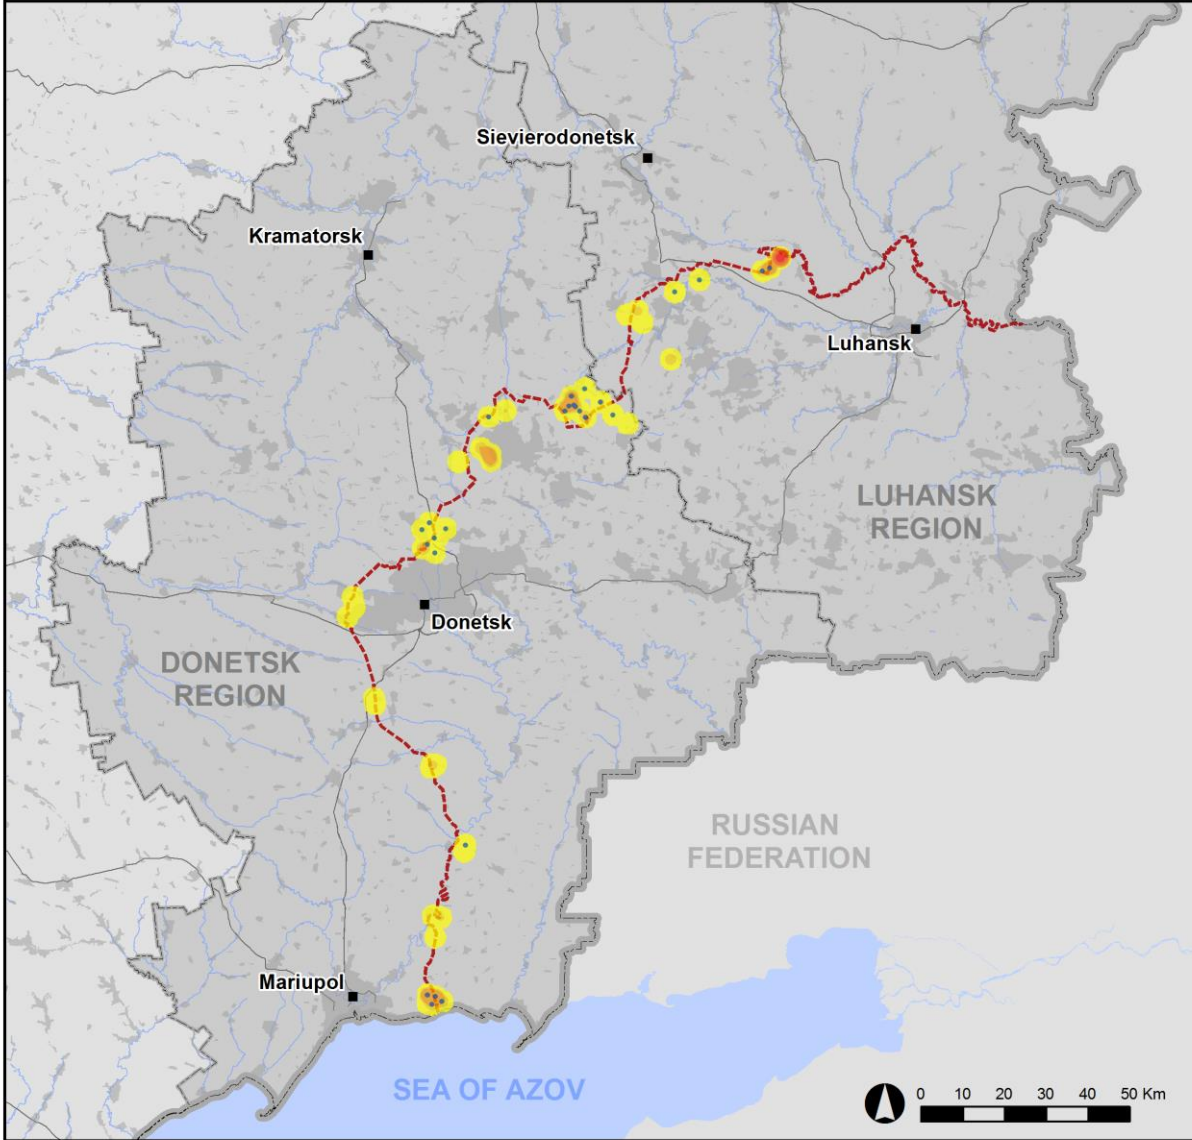 Sievierodonetsk
Kramatorsk
Luhansk
LUHANSK
REGION
Donetsk
DONETSK
REGION
RUSSIAN
FEDERATION
Mariupol
SEA OF AZOV
0 10 20 30 40 50 Km